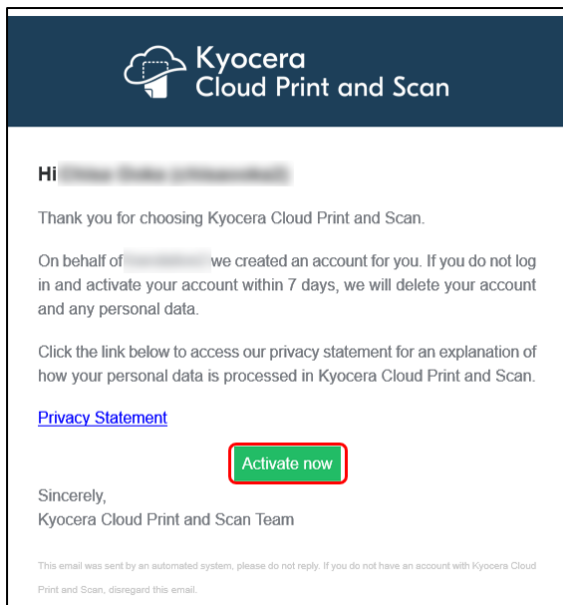 Kyocera
Cloud Print and Scan
Hi
Thank you for choosing Kyocera Cloud Print and Scan.
On behalf of we created an account for you. If you do not log
in and activate your account within 7 days, we will delete your account
and any personal data.
Click the link below to access our privacy statement for an explanation of
how your personal data is processed in Kyocera Cloud Print and Scan.
Privacy Statement
Activate now
Sincerely,
Kyocera Cloud Print and Scan Team
This email was sent by an automated system, please do not reply. If you do not have an account with Kyocera Cloud
Print and Scan, disregard this email.